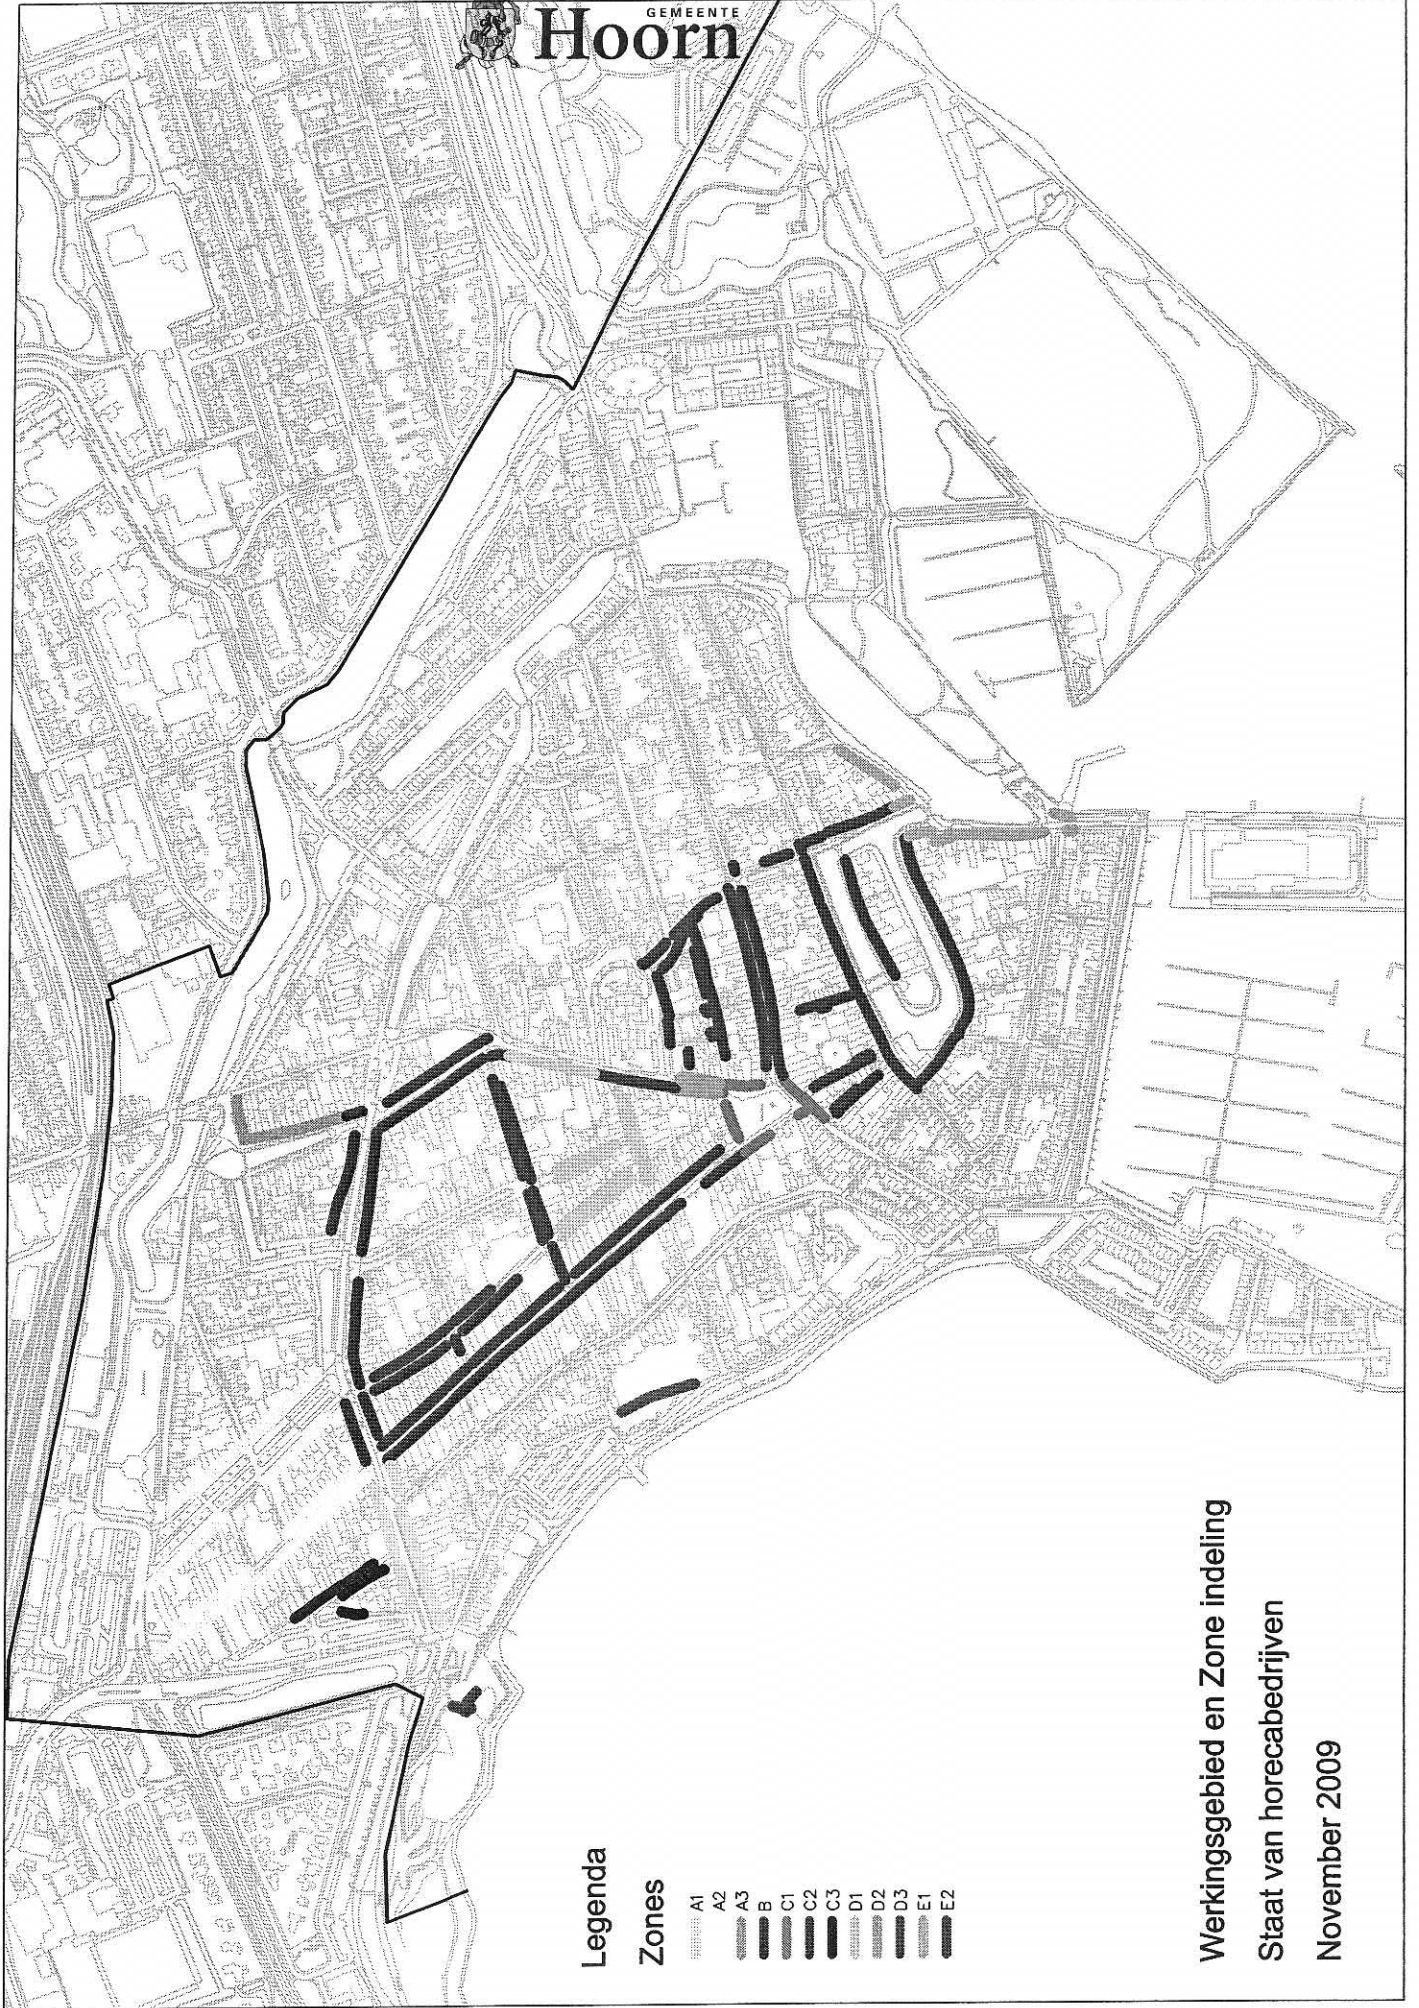 GEMEENTE
Hoorn
Legenda
Zones
A1
A2
A3
B
C1
C2
C3
D1
D2
D3
E1
E2
Werkingsgebied en Zone indeling
Staat van horecabedrijven
November 2009